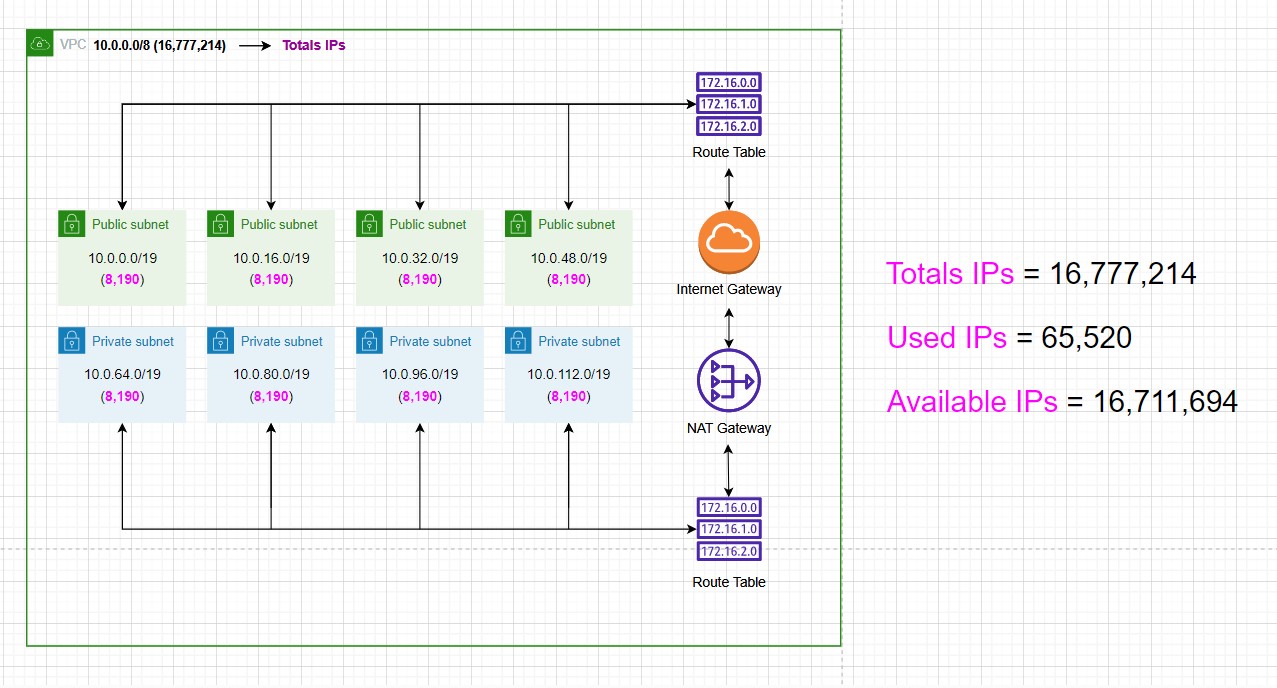 VPC 10.0.0.0/8 (16,777,214) Totals IPs
172.16.0.0
172.16.1.0
172.16.2.0
Route Table
Public subnet
10.0.0.0/19
(8,190)
Public subnet
10.0.16.0/19
(8,190)
Public subnet
10.0.32.0/19
(8,190)
Public subnet
10.0.48.0/19
(8,190)
Internet Gateway
Private subnet
10.0.64.0/19
(8,190)
Private subnet
10.0.80.0/19
(8,190)
Private subnet
10.0.96.0/19
(8,190)
Private subnet
10.0.112.0/19
(8,190)
NAT Gateway
172.16.0.0
172.16.1.0
172.16.2.0
Route Table
Totals IPs = 16,777,214
Used IPs = 65,520
Available IPs = 16,711,694